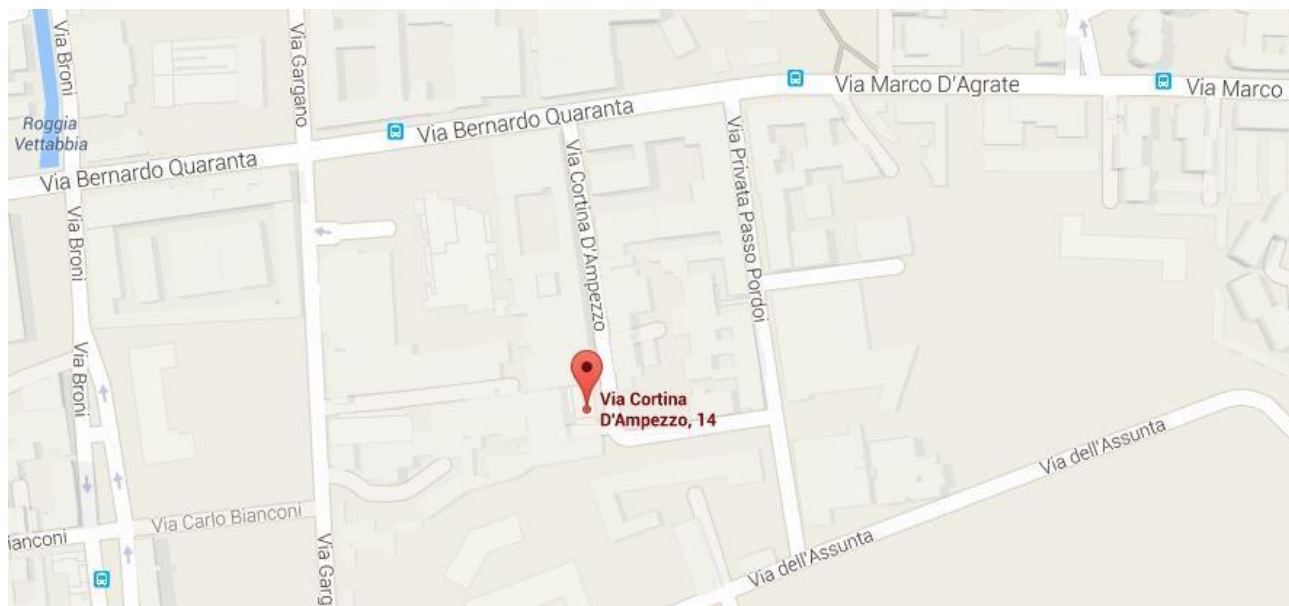 Via Broni
Via Gargano
Via Marco D'Agrate
Via Marco
Roggia
Vettabbia
Via Bernardo Quaranta
Via Bernardo Quaranta
Via Cortina D'Ampezzo
Via Privata Passo Pordoi
Via Broni
Via Broni
Via Cortina
D'Ampezzo, 14
Via dell'Assunta
Via Carlo Bianconi
ianconi
Via Garg
Via dell'Assunta